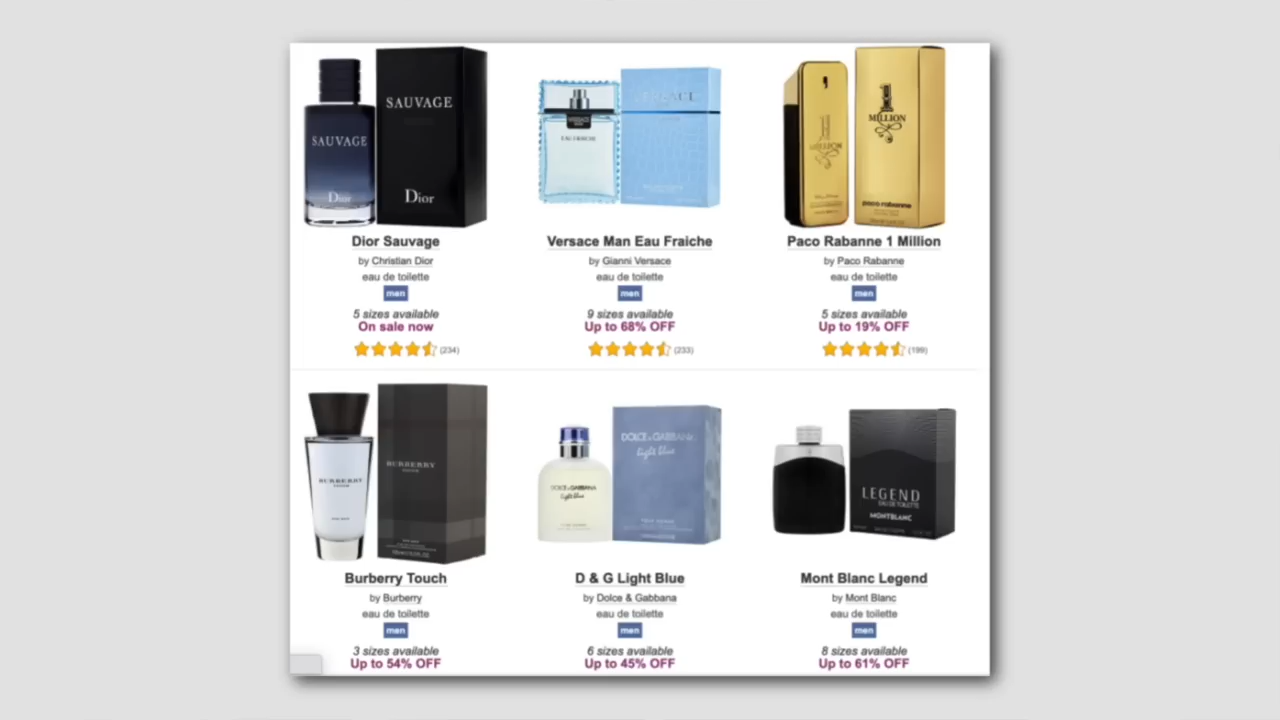 SAUVAGE
SAUVAGE
Dior
Dior
VERSACE
EAU FRAICHE
1
MILLION
MILLION
paco rabanne
Dior Sauvage
by Christian Dior
eau de toilette
men
5 sizes available
On sale now
(234)
Versace Man Eau Fraiche
by Gianni Versace
eau de toilette
men
9 sizes available
Up to 68% OFF
(233)
Paco Rabanne 1 Million
by Paco Rabanne
eau de toilette
men
5 sizes available
Up to 19% OFF
(199)
BURBERRY
TOUCH
BURBERRY
TOUCH
DOLCE & GABBANA
light blue
DOLCE & GABBANA
light blue
POUR HOMME
LEGEND
EAU DE TOILETTE
MONTBLANC
Burberry Touch
by Burberry
eau de toilette
men
3 sizes available
Up to 54% OFF
D & G Light Blue
by Dolce & Gabbana
eau de toilette
men
6 sizes available
Up to 45% OFF
Mont Blanc Legend
by Mont Blanc
eau de toilette
men
8 sizes available
Up to 61% OFF